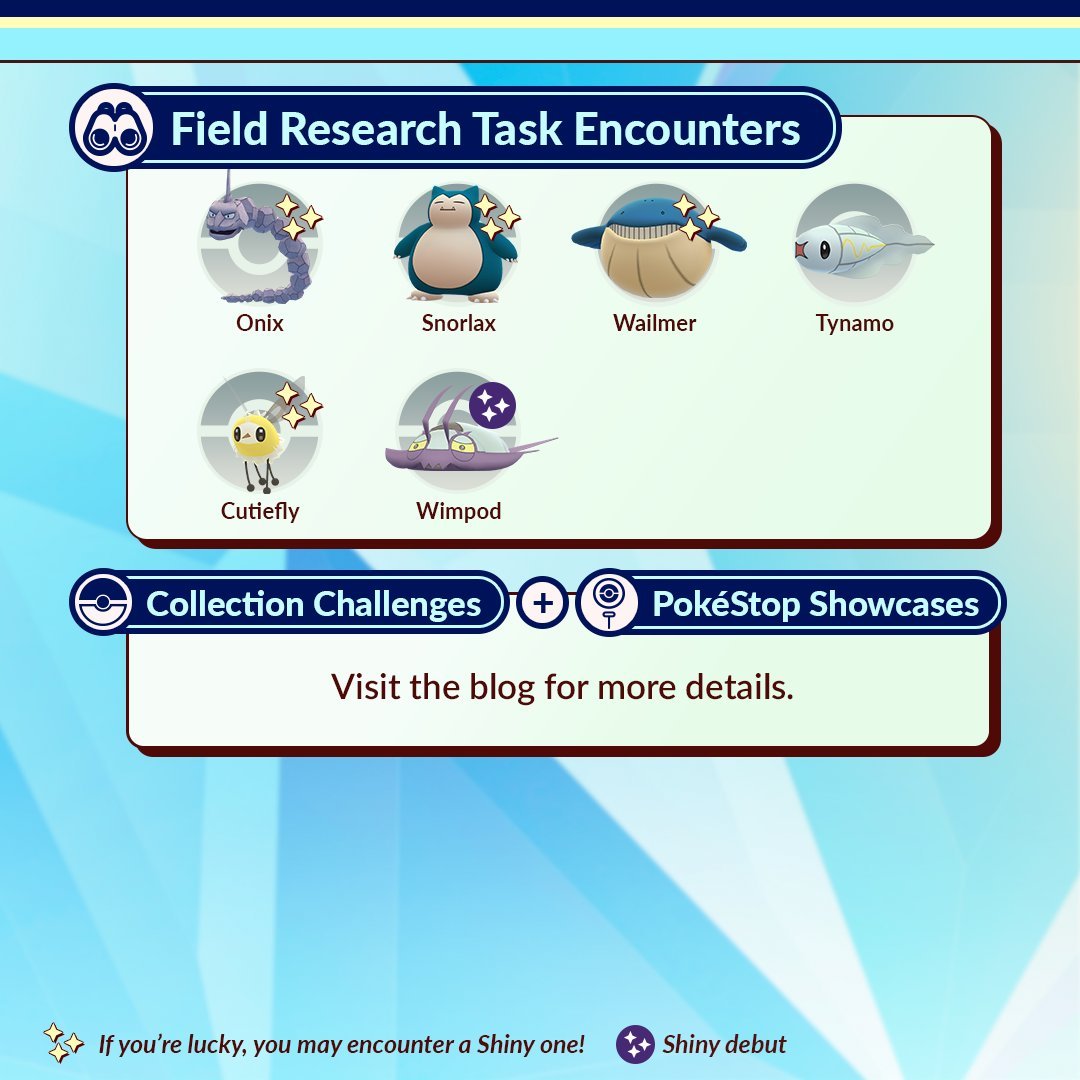 Field Research Task Encounters
Onix
Snorlax
Wailmer
Tynamo
Cutiefly
Wimpod
Collection Challenges + PokéStop Showcases
Visit the blog for more details.
If you’re lucky, you may encounter a Shiny one!
Shiny debut